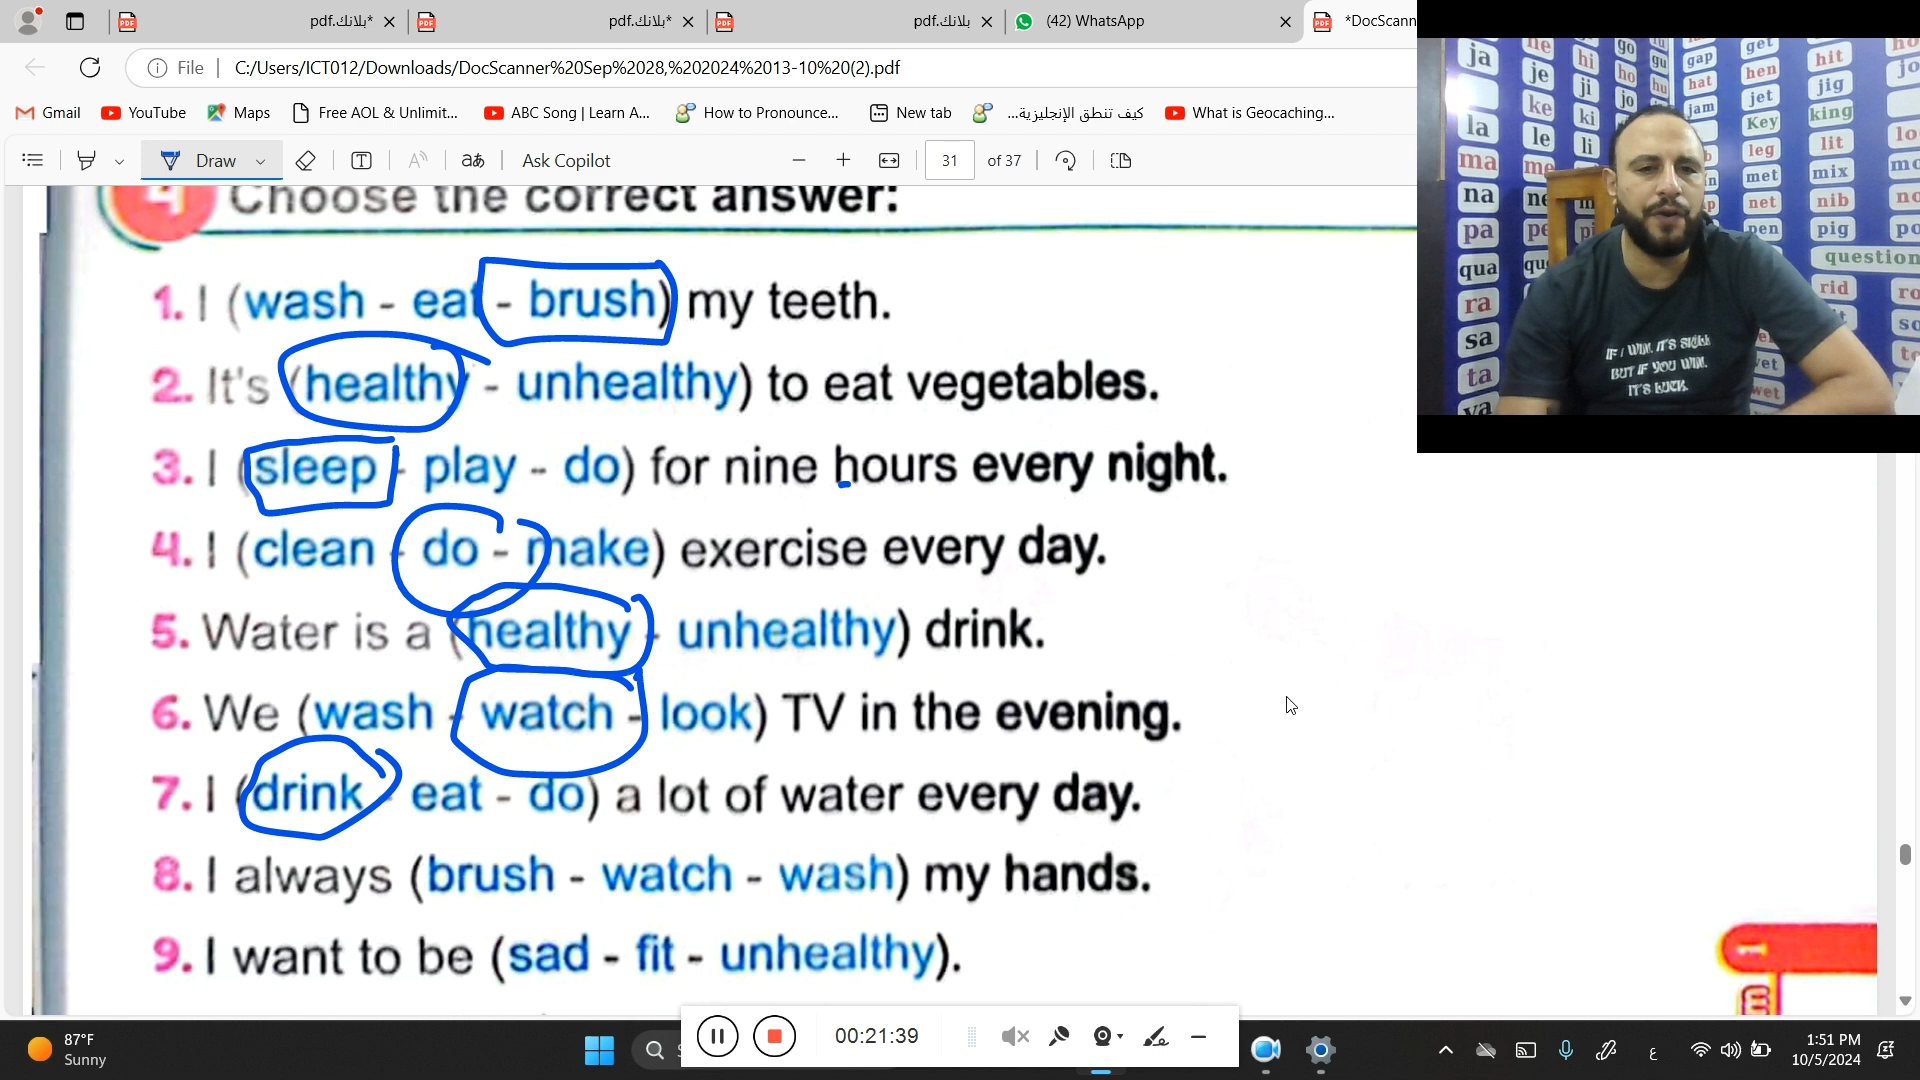 *بلانك.pdf
*بلانك.pdf
بلانك.pdf
(42) WhatsApp
*DocScann
File
C:/Users/ICT012/Downloads/DocScanner%20Sep%2028,%202024%2013-10%20(2).pdf
Gmail
YouTube
Maps
Free AOL & Unlimit...
ABC Song | Learn A...
How to Pronounce...
New tab
كيف تنطق الإنجليزية...
What is Geocaching...
Draw
Ask Copilot
31 of 37
4 Choose the correct answer:
1. I (wash - eat - brush) my teeth.
2. It's (healthy - unhealthy) to eat vegetables.
3. I (sleep - play - do) for nine hours every night.
4. I (clean - do - make) exercise every day.
5. Water is a (healthy - unhealthy) drink.
6. We (wash - watch - look) TV in the evening.
7. I (drink - eat - do) a lot of water every day.
8. I always (brush - watch - wash) my hands.
9. I want to be (sad - fit - unhealthy).
ja
je
ji
jo
gap
get
hit
hat
hen
jig
jam
jet
ke
ki
Key
king
la
le
li
leg
lit
ma
me
met
mix
na
net
nib
pa
pen
pig
qua
question
ra
rid
sa
ta
wet
IF I WIN, IT'S SKILL
BUT IF YOU WIN,
IT'S LUCK.
00:21:39
87°F
Sunny
ع
1:51 PM
10/5/2024